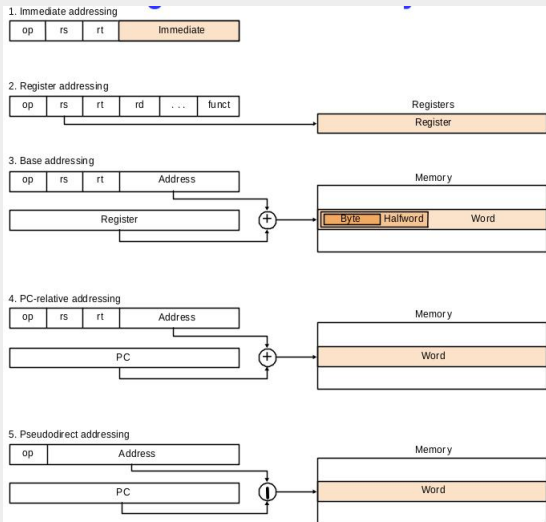 1. Immediate addressing
op rs rt Immediate
2. Register addressing
op rs rt rd . . . funct
Registers
Register
3. Base addressing
op rs rt Address
Memory
Register
+
Byte Halfword Word
4. PC-relative addressing
op rs rt Address
Memory
PC
+
Word
5. Pseudodirect addressing
op Address
Memory
PC
Word